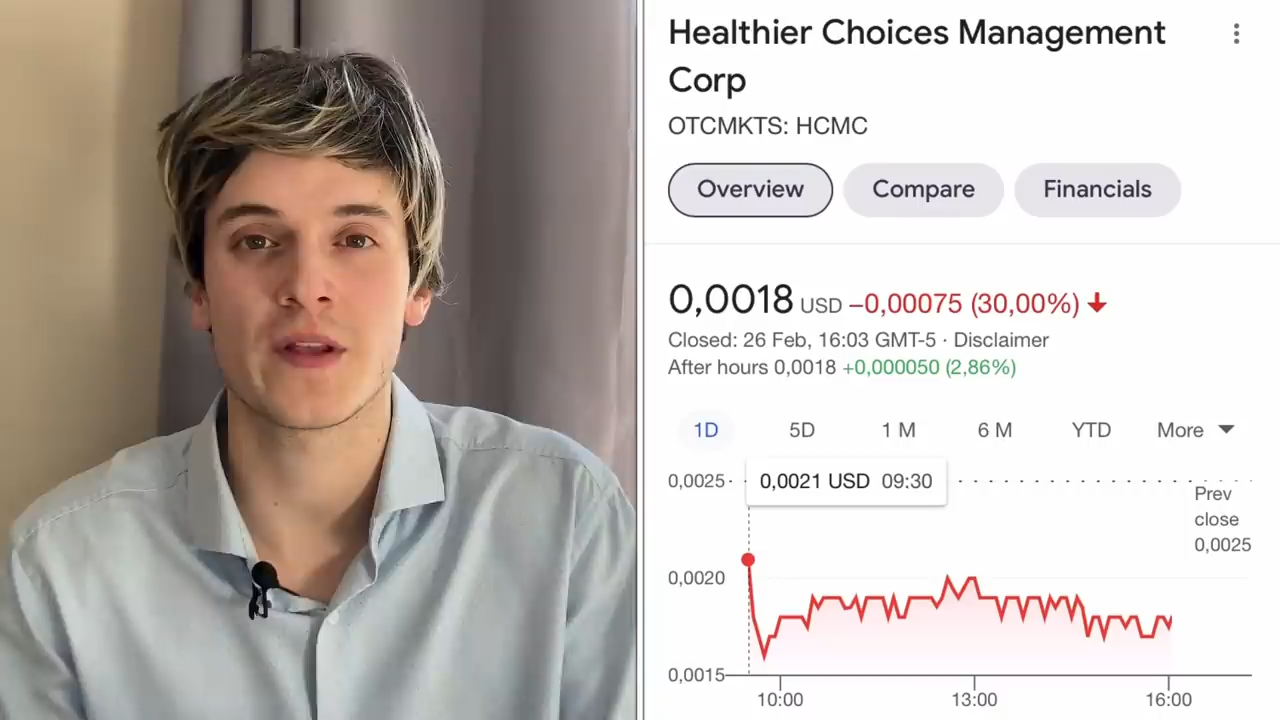 Healthier Choices Management
Corp
OTCMKTS: HCMC
Overview Compare Financials
0,0018 USD −0,00075 (30,00%)
Closed: 26 Feb, 16:03 GMT-5 · Disclaimer
After hours 0,0018 +0,000050 (2,86%)
1D 5D 1 M 6 M YTD More
0,0025 0,0021 USD 09:30
Prev
close
0,0025
0,0020
0,0015
10:00 13:00 16:00